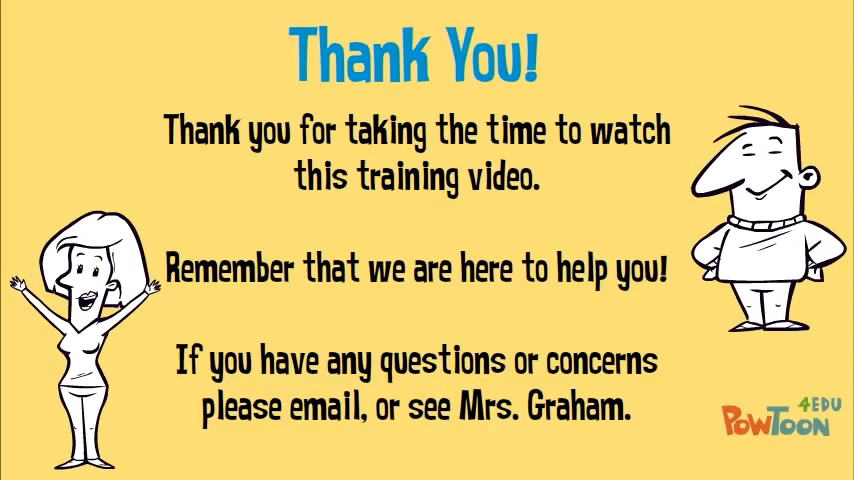 Thank You!
Thank you for taking the time to watch
this training video.
Remember that we are here to help you!
If you have any questions or concerns
please email, or see Mrs. Graham.
4EDU
PowToon